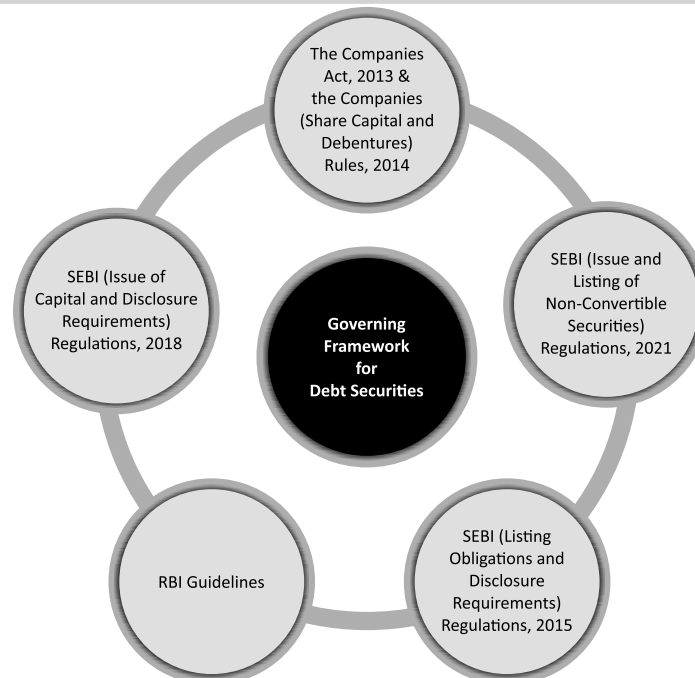 The Companies
Act, 2013 &
the Companies
(Share Capital and
Debentures)
Rules, 2014
SEBI (Issue of
Capital and Disclosure
Requirements)
Regulations, 2018
SEBI (Issue and
Listing of
Non-Convertible
Securities)
Regulations, 2021
Governing
Framework
for
Debt Securities
RBI Guidelines
SEBI (Listing
Obligations and
Disclosure
Requirements)
Regulations, 2015